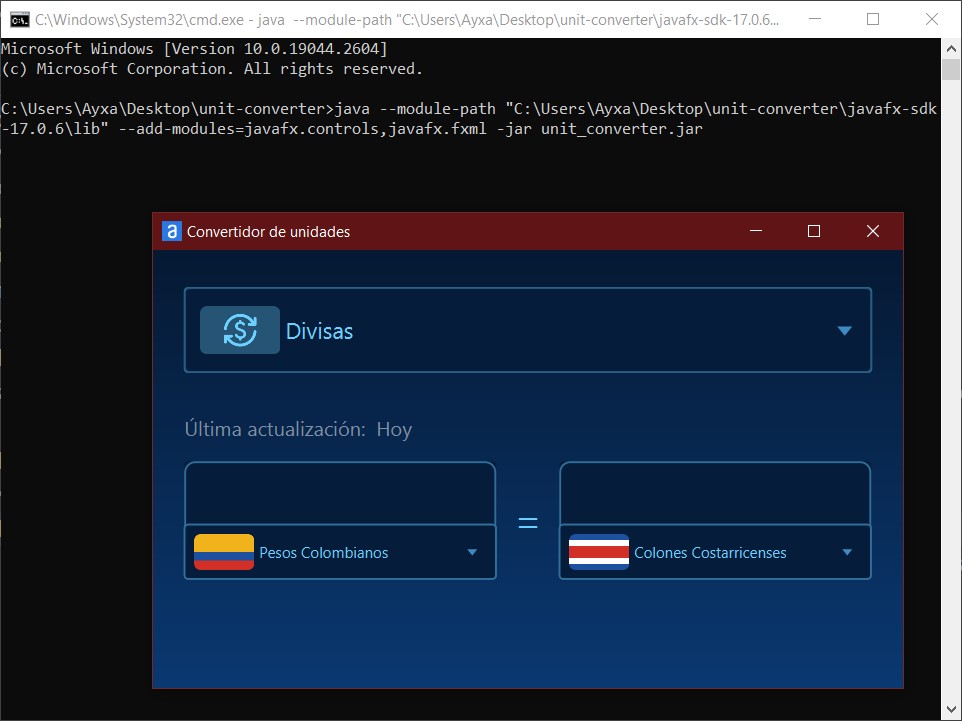 C:\Windows\System32\cmd.exe - java --module-path "C:\Users\Ayxa\Desktop\unit-converter\javafx-sdk-17.0.6...
Microsoft Windows [Version 10.0.19044.2604]
(c) Microsoft Corporation. All rights reserved.
C:\Users\Ayxa\Desktop\unit-converter>java --module-path "C:\Users\Ayxa\Desktop\unit-converter\javafx-sdk
-17.0.6\lib" --add-modules=javafx.controls,javafx.fxml -jar unit_converter.jar
a Convertidor de unidades
$ Divisas
Última actualización: Hoy
=
Pesos Colombianos
Colones Costarricenses